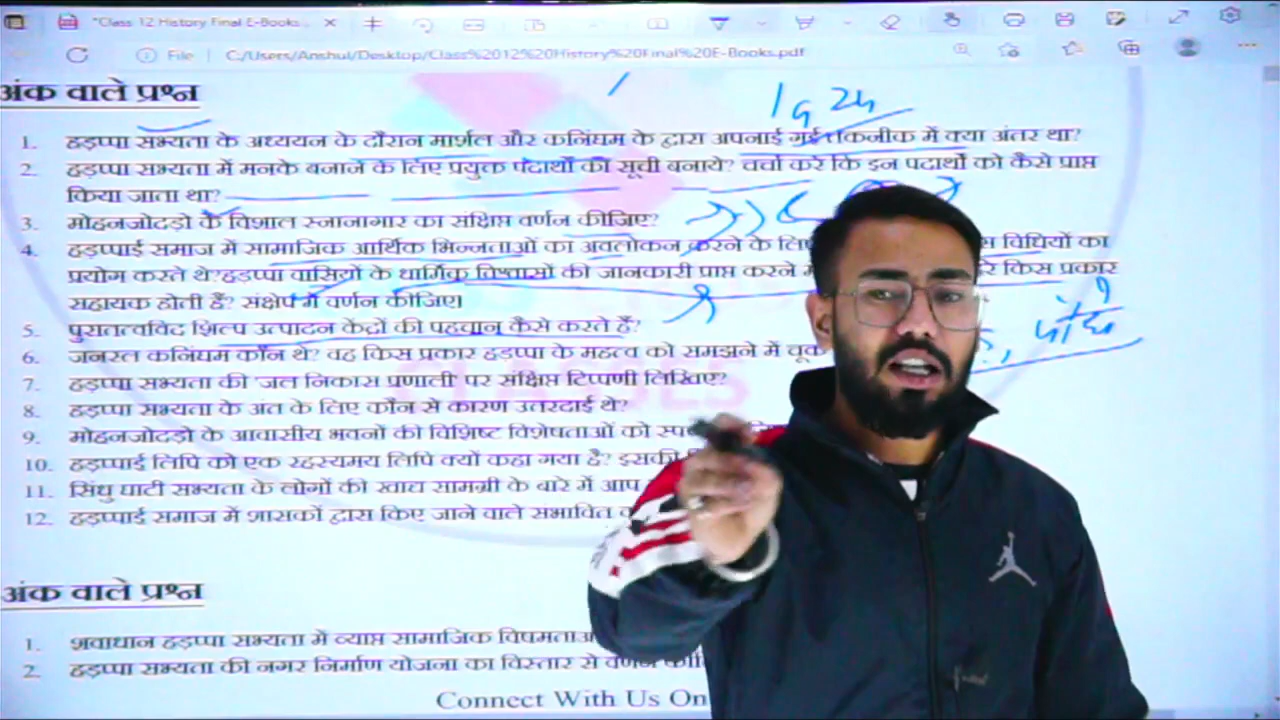 *Class 12 History Final E-Books...
File C:/Users/Anshul/Desktop/Class%2012%20History%20Final%20E-Books.pdf
अंक वाले प्रश्न
1. हड़प्पा सभ्यता के अध्ययन के दौरान मार्शल और कनिंघम के द्वारा अपनाई गई तकनीक में क्या अंतर था?
2. हड़प्पा सभ्यता में मनके बनाने के लिए प्रयुक्त पदार्थों की सूची बनाये? चर्चा करे कि इन पदार्थों को कैसे प्राप्त
किया जाता था?
3. मोहनजोदड़ो के विशाल स्नानागार का संक्षिप्त वर्णन कीजिए?
4. हड़प्पाई समाज में सामाजिक आर्थिक भिन्नताओं का अवलोकन करने के लिए विधियों का
प्रयोग करते थे?हड़प्पा वासियों के धार्मिक विश्वासों की जानकारी प्राप्त करने में किस प्रकार
सहायक होती हैं? संक्षेप में वर्णन कीजिए।
5. पुरातत्वविद शिल्प उत्पादन केंद्रों की पहचान कैसे करते हैं?
6. जनरल कनिंघम कौन थे? वह किस प्रकार हड़प्पा के महत्व को समझने में चूक
7. हड़प्पा सभ्यता की 'जल निकास प्रणाली' पर संक्षिप्त टिप्पणी लिखिए?
8. हड़प्पा सभ्यता के अंत के लिए कौन से कारण उतरदाई थे?
9. मोहनजोदड़ो के आवासीय भवनों की विशिष्ट विशेषताओं को
10. हड़प्पाई लिपि को एक रहस्यमय लिपि क्यों कहा गया है? इसकी
11. सिंधु घाटी सभ्यता के लोगों की खाद्य सामग्री के बारे में आप
12. हड़प्पाई समाज में शासकों द्वारा किए जाने वाले संभावित
अंक वाले प्रश्न
1. शवाधान हड़प्पा सभ्यता में व्याप्त सामाजिक
2. हड़प्पा सभ्यता की नगर निर्माण योजना का विस्तार से वर्णन
Connect With Us On